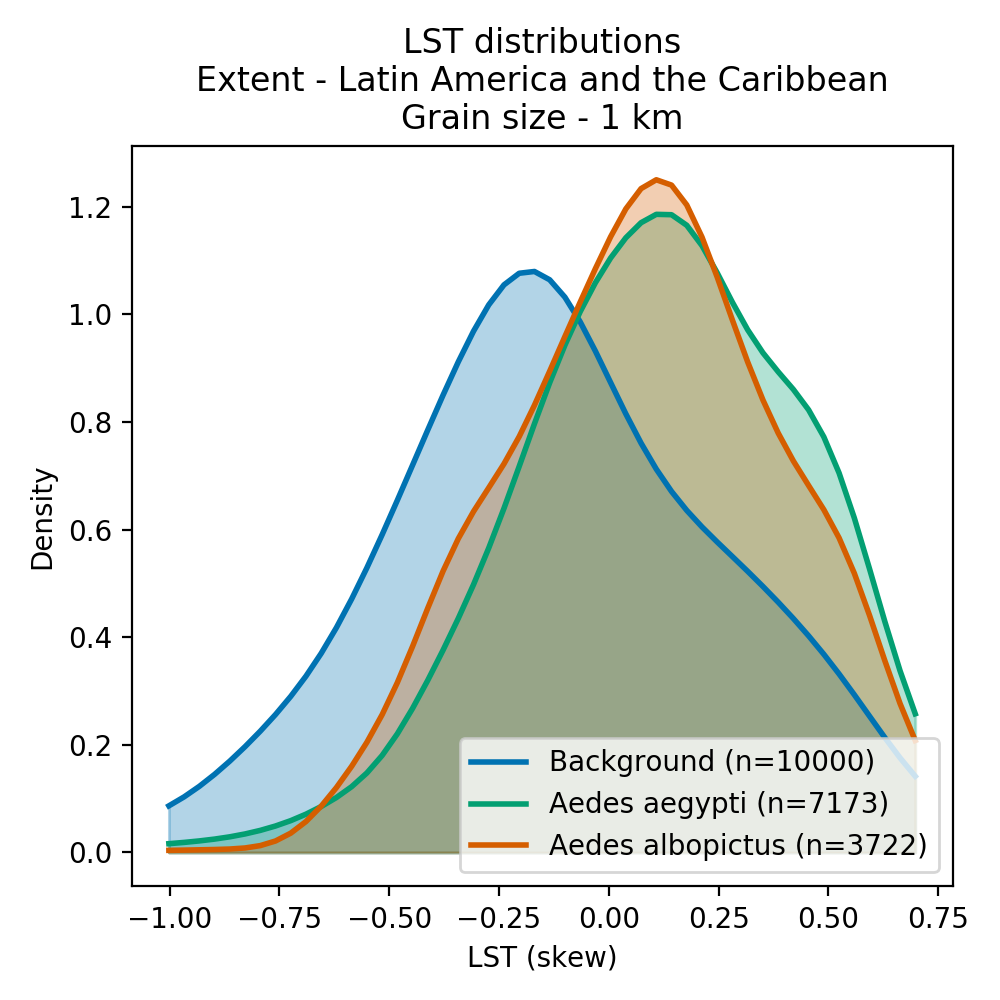 LST distributions
Extent - Latin America and the Caribbean
Grain size - 1 km
1.2
1.0
0.8
0.6
0.4
0.2
0.0
Density
Background (n=10000)
Aedes aegypti (n=7173)
Aedes albopictus (n=3722)
−1.00 −0.75 −0.50 −0.25 0.00 0.25 0.50 0.75
LST (skew)